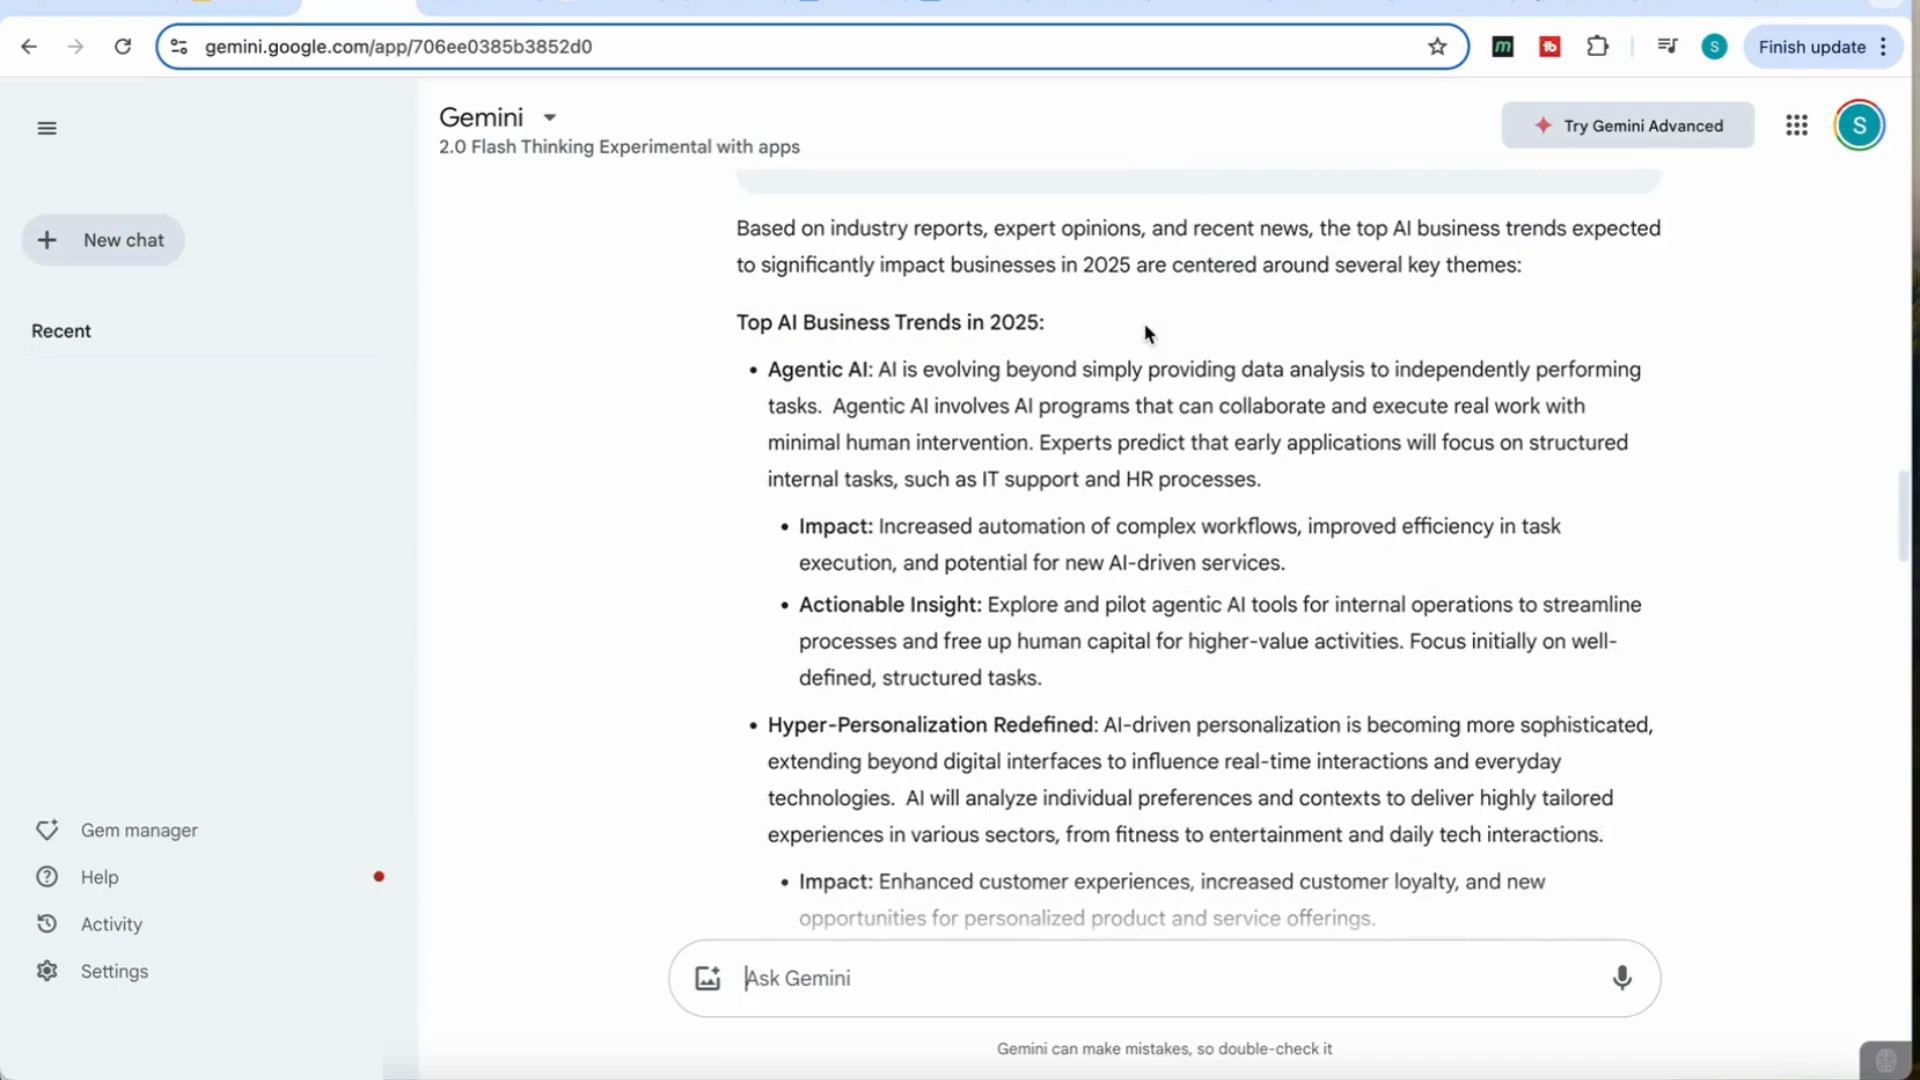 gemini.google.com/app/706ee0385b3852d0
Finish update
S
Gemini
2.0 Flash Thinking Experimental with apps
Try Gemini Advanced
S
New chat
Recent
Gem manager
Help
Activity
Settings
Based on industry reports, expert opinions, and recent news, the top AI business trends expected
to significantly impact businesses in 2025 are centered around several key themes:
Top AI Business Trends in 2025:
• Agentic AI: AI is evolving beyond simply providing data analysis to independently performing
tasks. Agentic AI involves AI programs that can collaborate and execute real work with
minimal human intervention. Experts predict that early applications will focus on structured
internal tasks, such as IT support and HR processes.
• Impact: Increased automation of complex workflows, improved efficiency in task
execution, and potential for new AI-driven services.
• Actionable Insight: Explore and pilot agentic AI tools for internal operations to streamline
processes and free up human capital for higher-value activities. Focus initially on well-
defined, structured tasks.
• Hyper-Personalization Redefined: AI-driven personalization is becoming more sophisticated,
extending beyond digital interfaces to influence real-time interactions and everyday
technologies. AI will analyze individual preferences and contexts to deliver highly tailored
experiences in various sectors, from fitness to entertainment and daily tech interactions.
• Impact: Enhanced customer experiences, increased customer loyalty, and new
opportunities for personalized product and service offerings.
Ask Gemini
Gemini can make mistakes, so double-check it